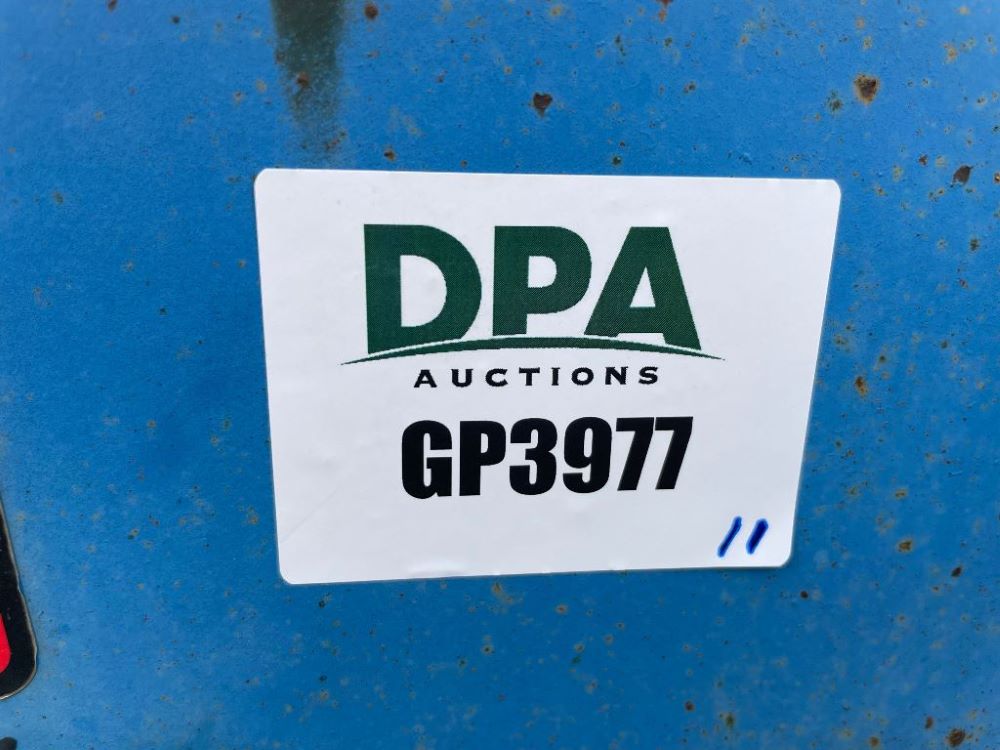 DPA
AUCTIONS
GP3977
11